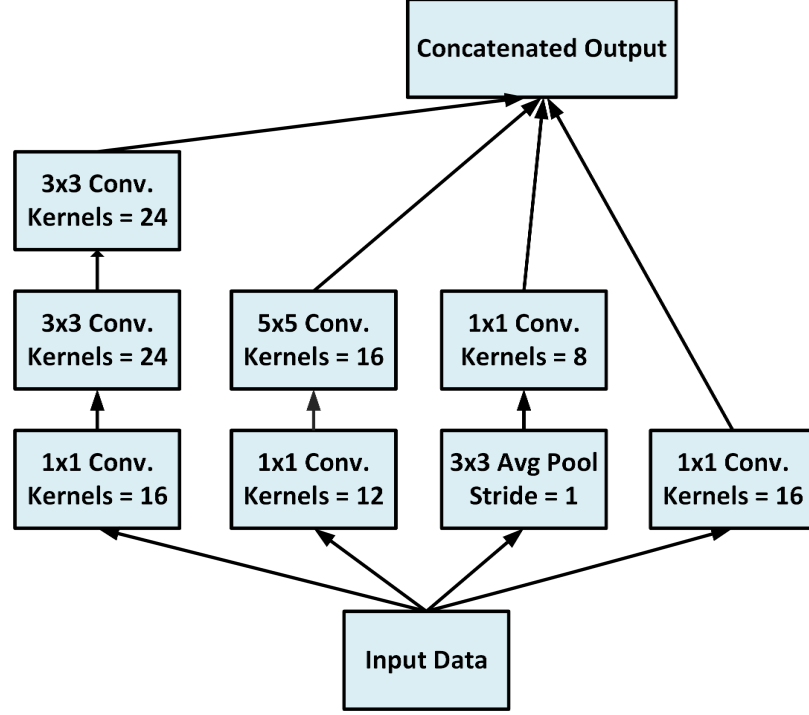 Concatenated Output
3x3 Conv.
Kernels = 24
3x3 Conv.
Kernels = 24
5x5 Conv.
Kernels = 16
1x1 Conv.
Kernels = 8
1x1 Conv.
Kernels = 16
1x1 Conv.
Kernels = 12
3x3 Avg Pool
Stride = 1
1x1 Conv.
Kernels = 16
Input Data